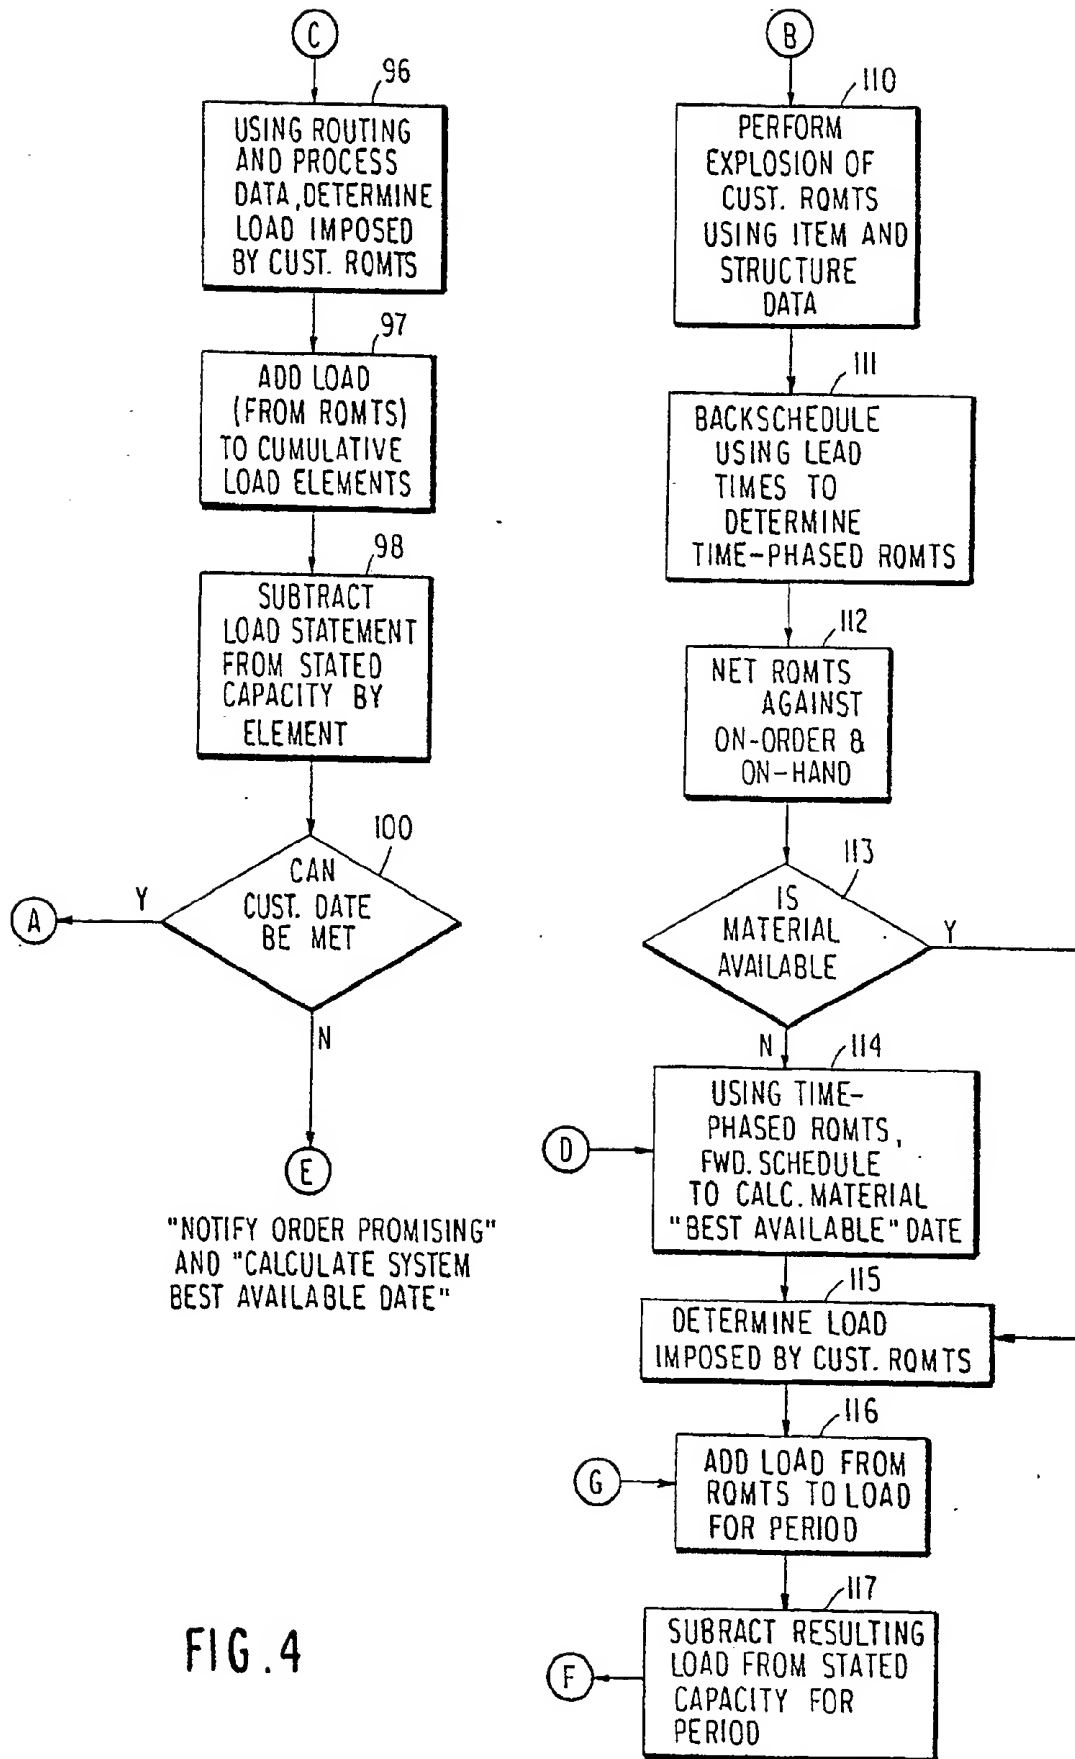 C
96
USING ROUTING
AND PROCESS
DATA, DETERMINE
LOAD IMPOSED
BY CUST. RQMTS
97
ADD LOAD
(FROM RQMTS)
TO CUMULATIVE
LOAD ELEMENTS
98
SUBTRACT
LOAD STATEMENT
FROM STATED
CAPACITY BY
ELEMENT
100
CAN
CUST. DATE
BE MET
Y
A
N
E
"NOTIFY ORDER PROMISING"
AND "CALCULATE SYSTEM
BEST AVAILABLE DATE"
B
110
PERFORM
EXPLOSION OF
CUST. RQMTS
USING ITEM AND
STRUCTURE
DATA
111
BACKSCHEDULE
USING LEAD
TIMES TO
DETERMINE
TIME-PHASED RQMTS
112
NET RQMTS
AGAINST
ON-ORDER &
ON-HAND
113
IS
MATERIAL
AVAILABLE
Y
N
114
D
USING TIME-
PHASED RQMTS,
FWD. SCHEDULE
TO CALC. MATERIAL
"BEST AVAILABLE" DATE
115
DETERMINE LOAD
IMPOSED BY CUST. RQMTS
116
G
ADD LOAD FROM
RQMTS TO LOAD
FOR PERIOD
117
F
SUBRACT RESULTING
LOAD FROM STATED
CAPACITY FOR
PERIOD
FIG.4